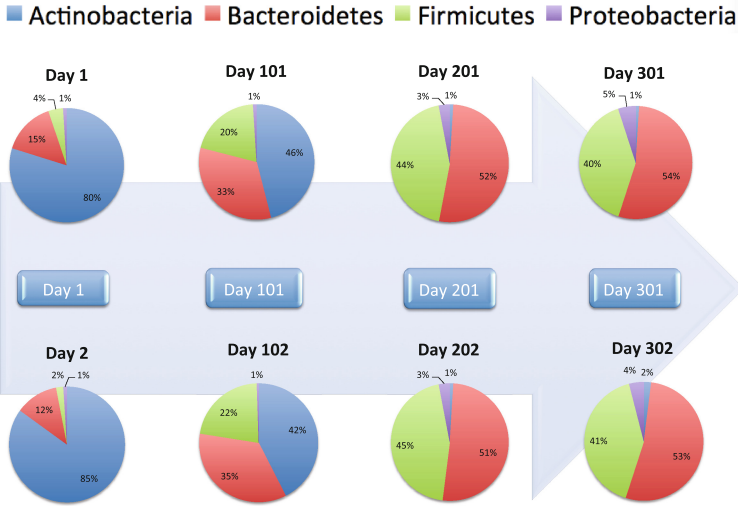 Actinobacteria Bacteroidetes Firmicutes Proteobacteria
Day 1 Day 101 Day 201 Day 301
4% 1% 1% 3% 1% 5% 1%
15% 20% 46% 44% 52% 40% 54%
80% 33%
Day 1 Day 101 Day 201 Day 301
Day 2 Day 102 Day 202 Day 302
2% 1% 1% 3% 1% 4% 2%
12% 22% 42% 45% 51% 41% 53%
85% 35%